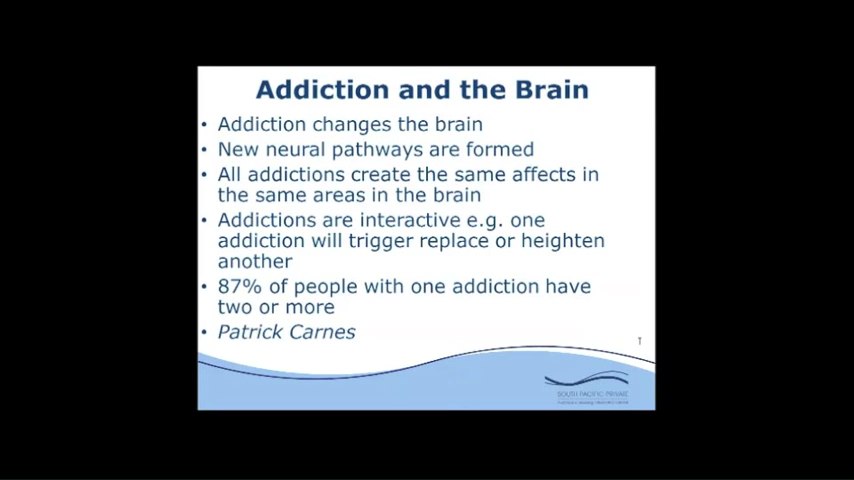 Addiction and the Brain
• Addiction changes the brain
• New neural pathways are formed
• All addictions create the same affects in
the same areas in the brain
• Addictions are interactive e.g. one
addiction will trigger replace or heighten
another
• 87% of people with one addiction have
two or more
• Patrick Carnes
SOUTH PACIFIC PRIVATE